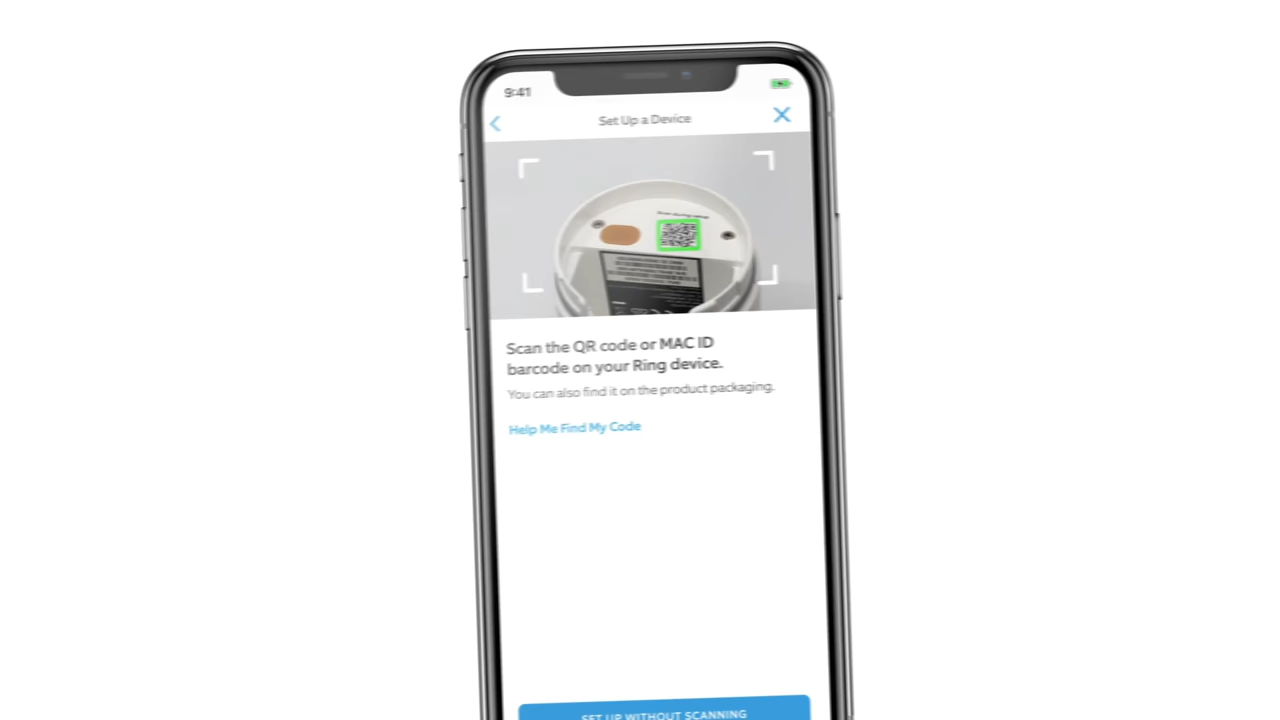 9:41
Set Up a Device
Scan the QR code or MAC ID
barcode on your Ring device.
You can also find it on the product packaging.
Help Me Find My Code
SET UP WITHOUT SCANNING